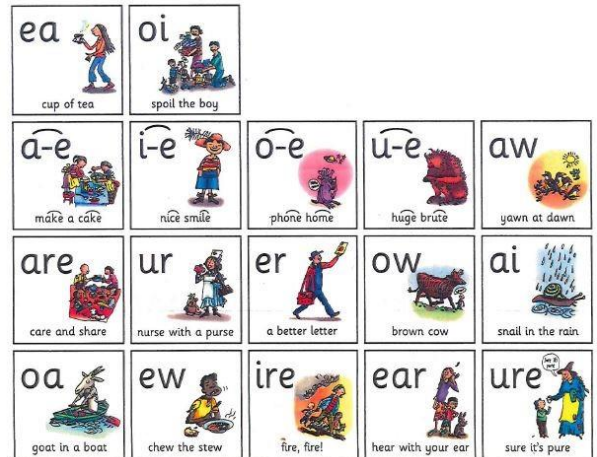 ea
cup of tea
oi
spoil the boy
a-e
make a cake
i-e
nice smile
o-e
phone home
u-e
huge brute
aw
yawn at dawn
are
care and share
ur
nurse with a purse
er
a better letter
ow
brown cow
ai
snail in the rain
oa
goat in a boat
ew
chew the stew
ire
fire, fire!
ear
hear with your ear
ure
sure it's pure